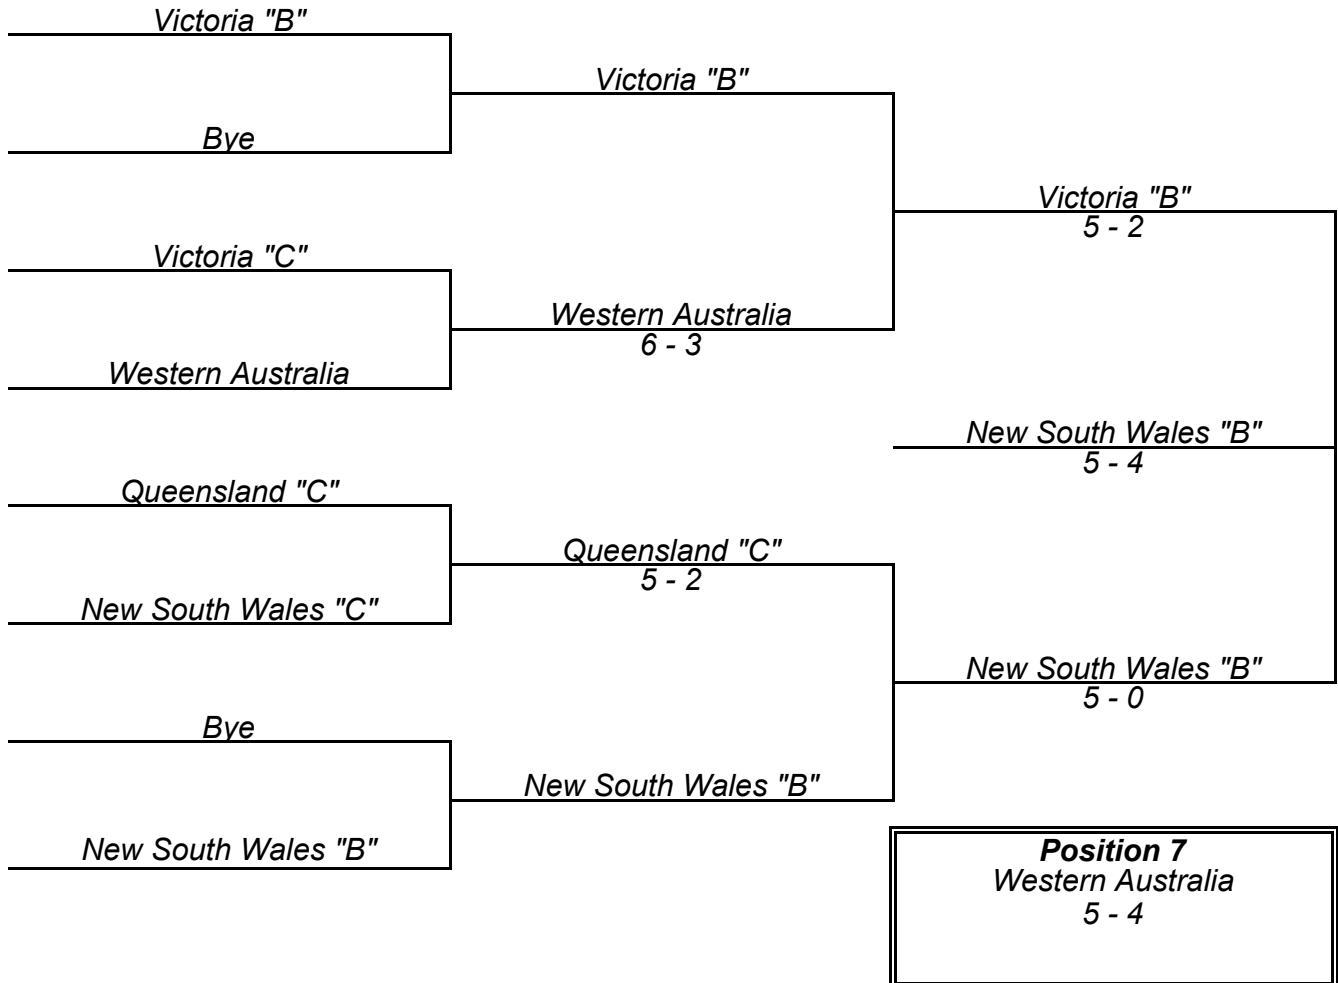 Victoria "B"
Victoria "B"
Bye
Victoria "B"
5 - 2
Victoria "C"
Western Australia
6 - 3
Western Australia
New South Wales "B"
5 - 4
Queensland "C"
Queensland "C"
5 - 2
New South Wales "C"
New South Wales "B"
5 - 0
Bye
New South Wales "B"
New South Wales "B"
Position 7
Western Australia
5 - 4